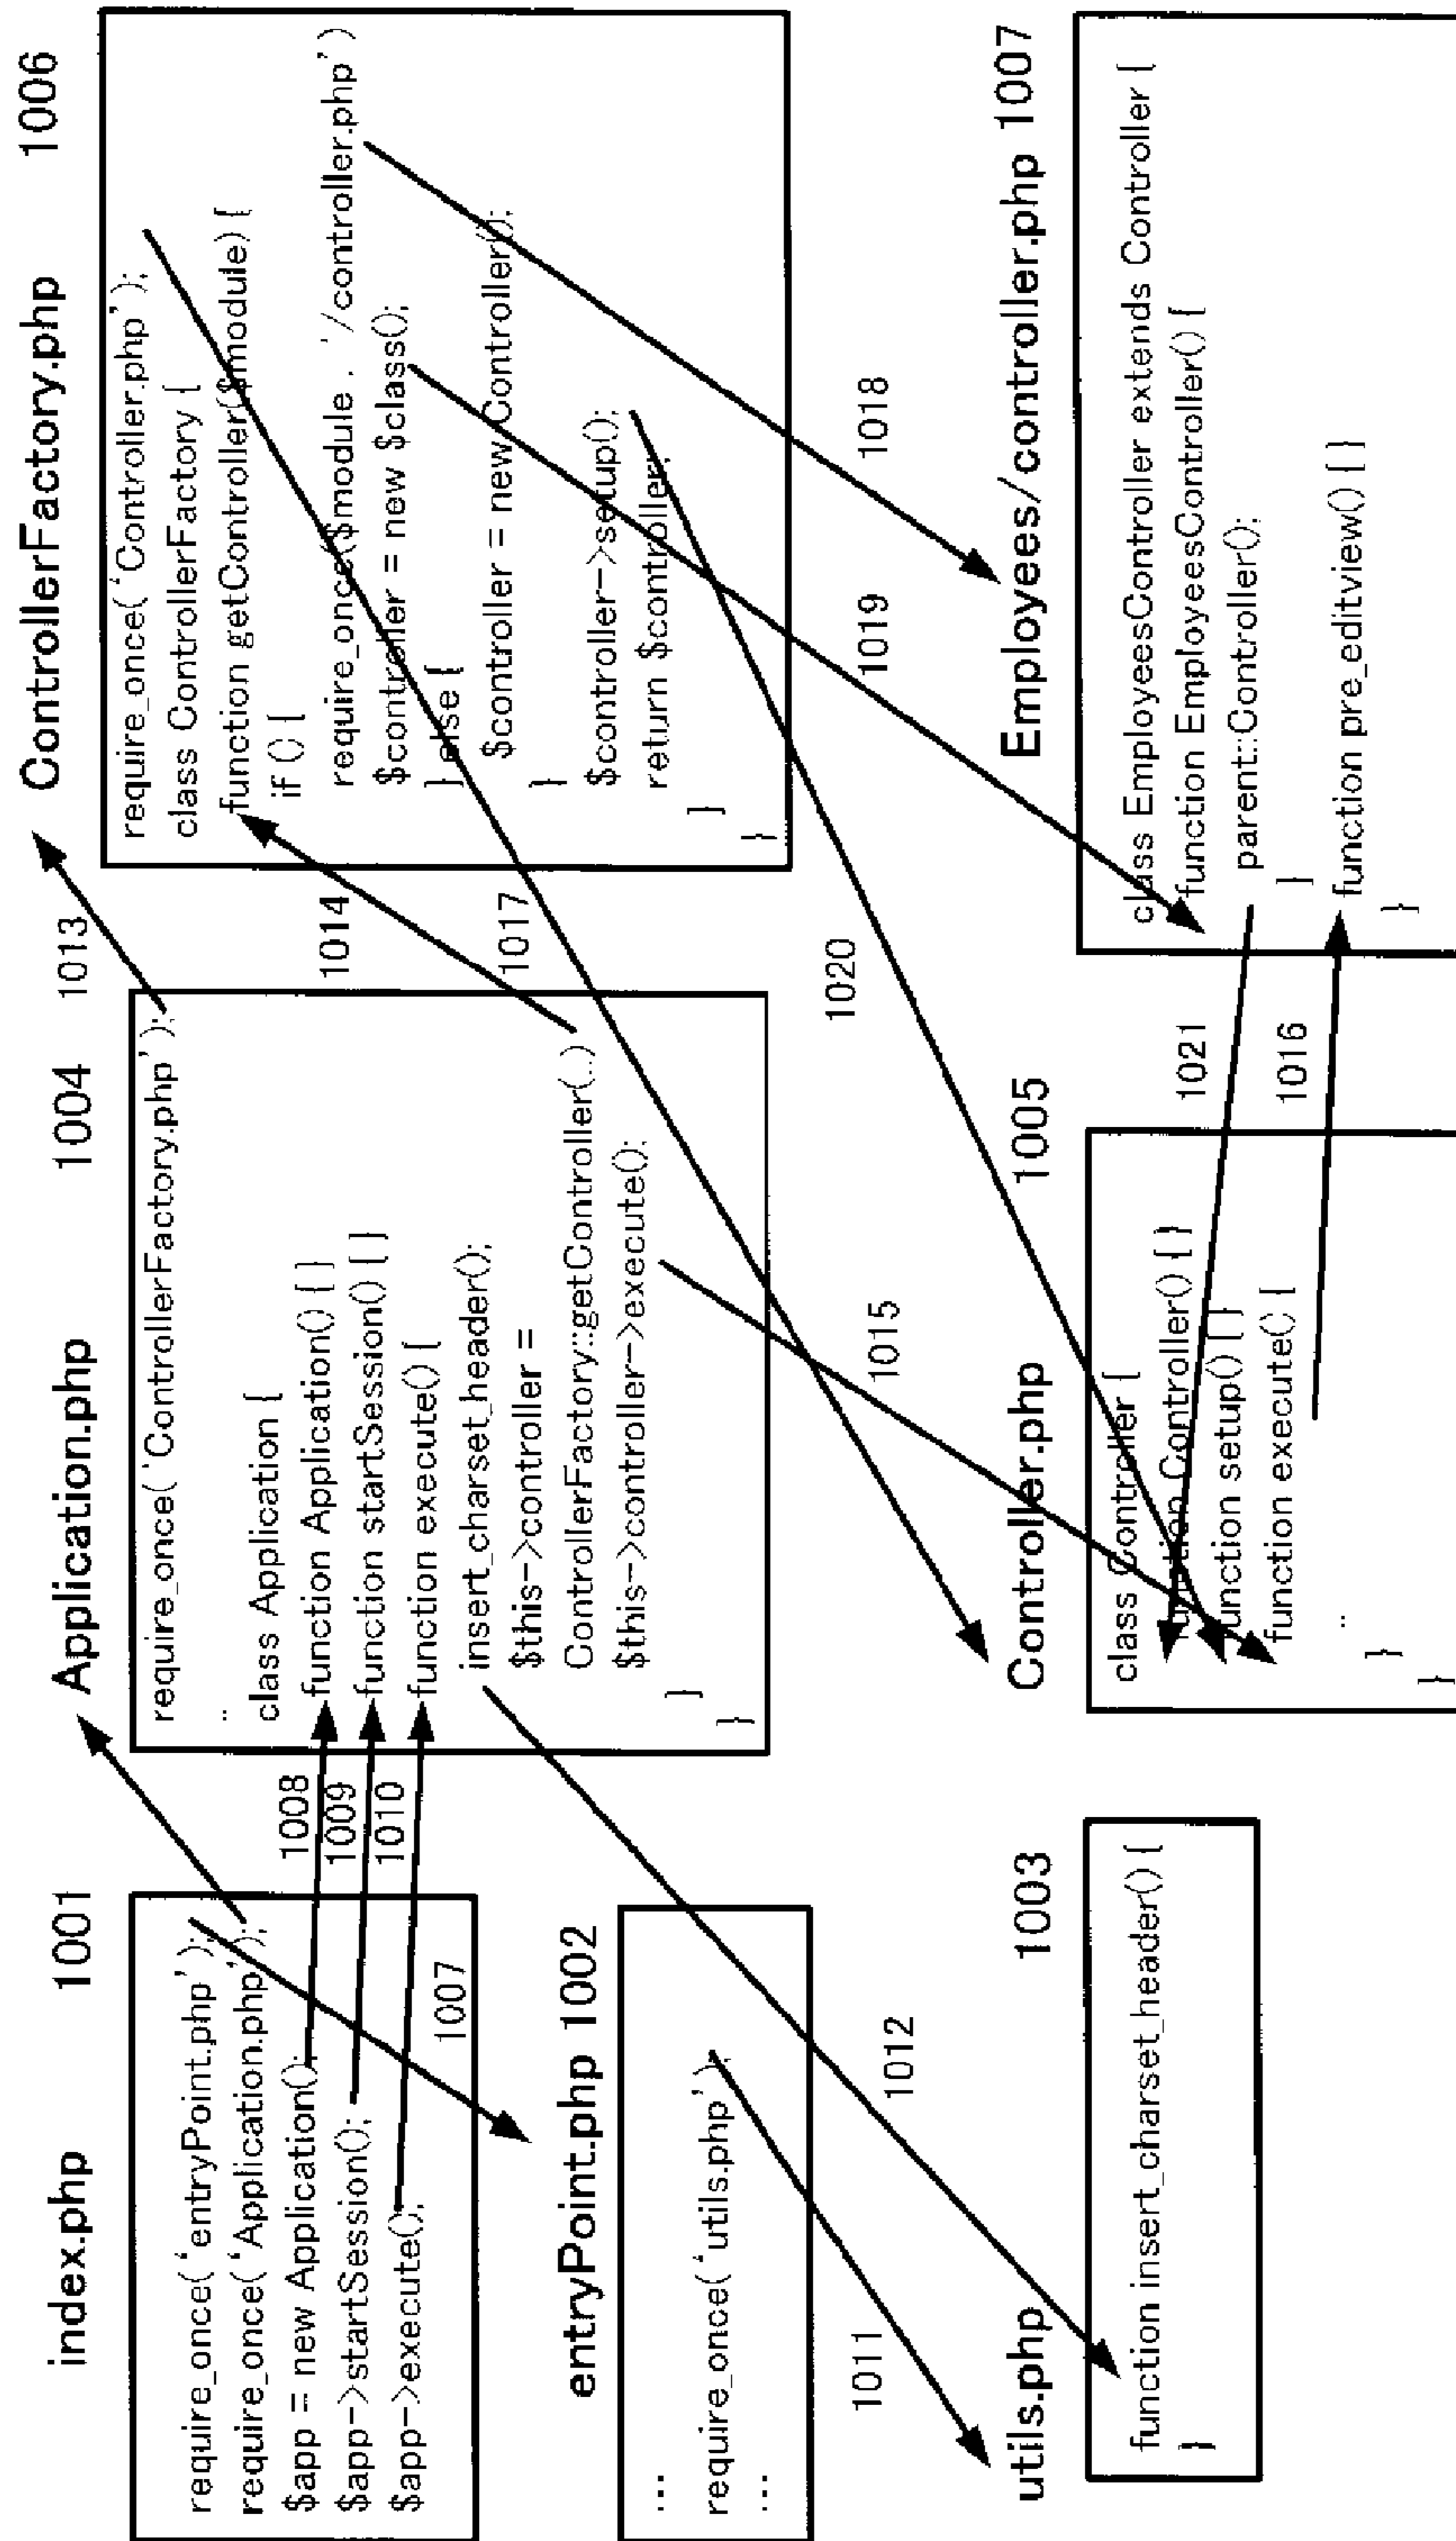 index.php 1001
require_once(‘entryPoint.php’);
require_once(‘Application.php’);
$app = new Application();
$app->startSession();
$app->execute();
1007
1008
1009
1010
entryPoint.php 1002
...
require_once(‘utils.php’);
...
1011
1012
utils.php 1003
function insert_charset_header() {
}
Application.php 1004
require_once(‘ControllerFactory.php’);
..
class Application {
function Application() { }
function startSession() { }
function execute() {
insert_charset_header();
$this->controller =
ControllerFactory::getController(..)
$this->controller->execute();
}
}
1013
1014
1017
1015
1020
Controller.php 1005
class Controller {
function Controller() { }
function setup() { }
function execute() {
..
}
}
1021
1016
ControllerFactory.php 1006
require_once(‘Controller.php’);
class ControllerFactory {
function getController($module) {
if () {
require_once($module . ’/controller.php’)
$controller = new $class();
} else {
$controller = new Controller();
}
$controller->setup();
return $controller;
}
}
1019
1018
Employees/controller.php 1007
class EmployeesController extends Controller {
function EmployeesController() {
parent::Controller();
}
function pre_editview() { }
}